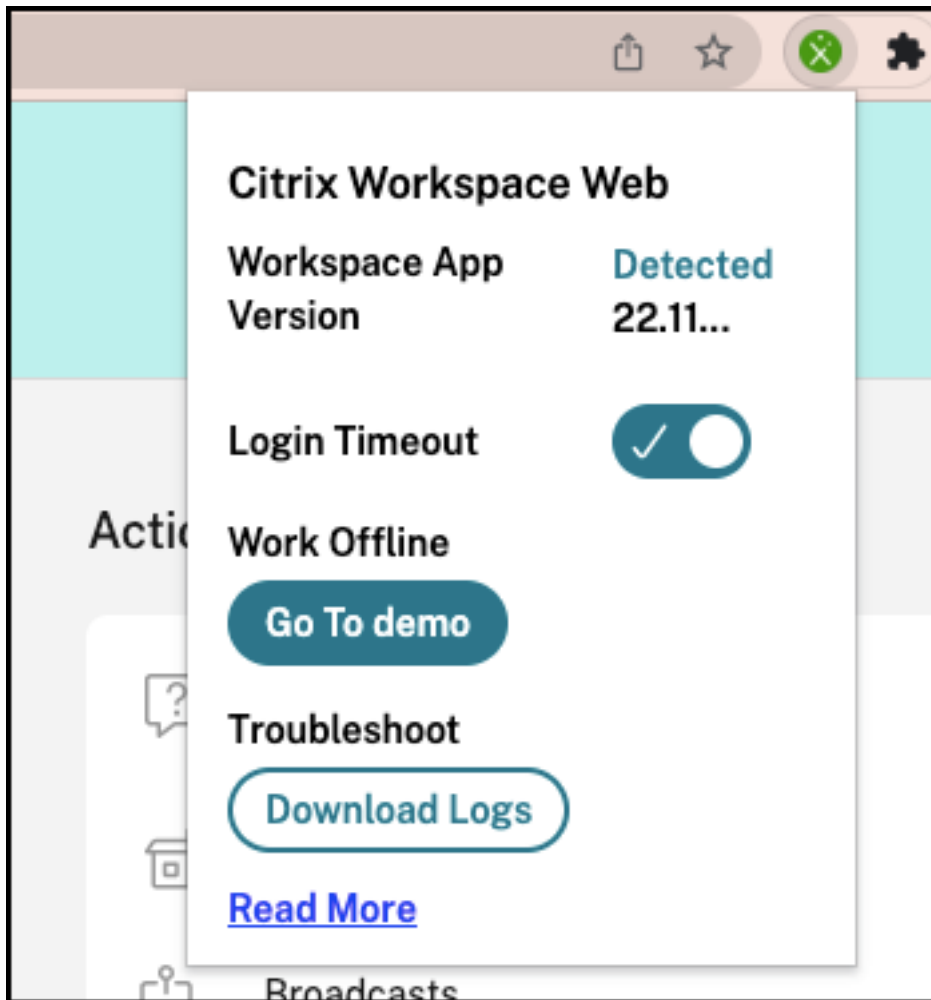 Citrix Workspace Web
Workspace App Detected
Version 22.11...
Login Timeout
Work Offline
Go To demo
Troubleshoot
Download Logs
Read More
Broadcasts